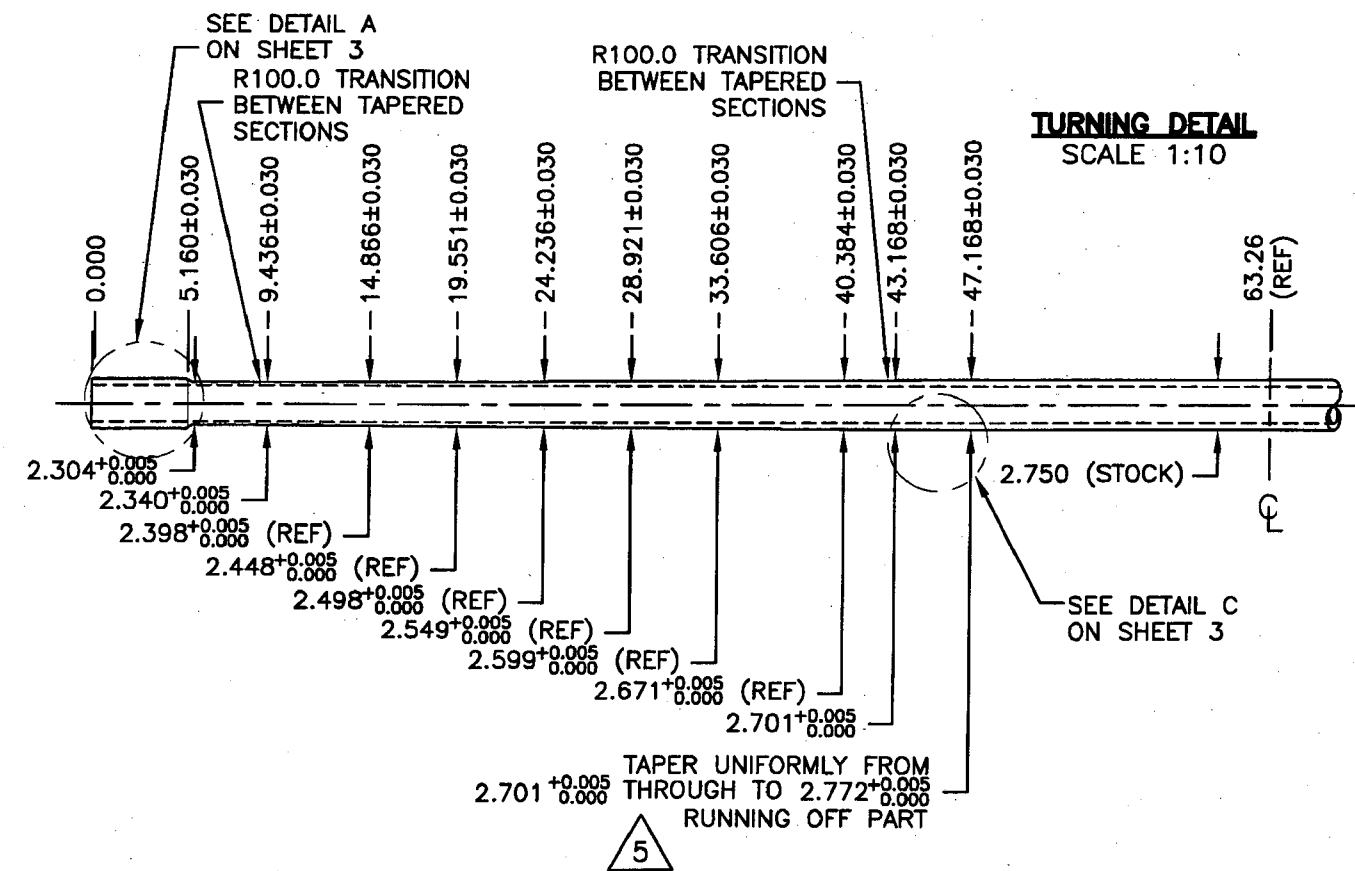 SEE DETAIL A
ON SHEET 3
R100.0 TRANSITION
BETWEEN TAPERED
SECTIONS
R100.0 TRANSITION
BETWEEN TAPERED
SECTIONS
TURNING DETAIL
SCALE 1:10
0.000
5.160±0.030
9.436±0.030
14.866±0.030
19.551±0.030
24.236±0.030
28.921±0.030
33.606±0.030
40.384±0.030
43.168±0.030
47.168±0.030
63.26
(REF)
2.304 +0.005 0.000
2.340 +0.005 0.000
2.398 +0.005 0.000 (REF)
2.448 +0.005 0.000 (REF)
2.498 +0.005 0.000 (REF)
2.549 +0.005 0.000 (REF)
2.599 +0.005 0.000 (REF)
2.671 +0.005 0.000 (REF)
2.701 +0.005 0.000
2.750 (STOCK)
℄
SEE DETAIL C
ON SHEET 3
TAPER UNIFORMLY FROM
2.701 +0.005 0.000 THROUGH TO 2.772 +0.005 0.000
RUNNING OFF PART
5